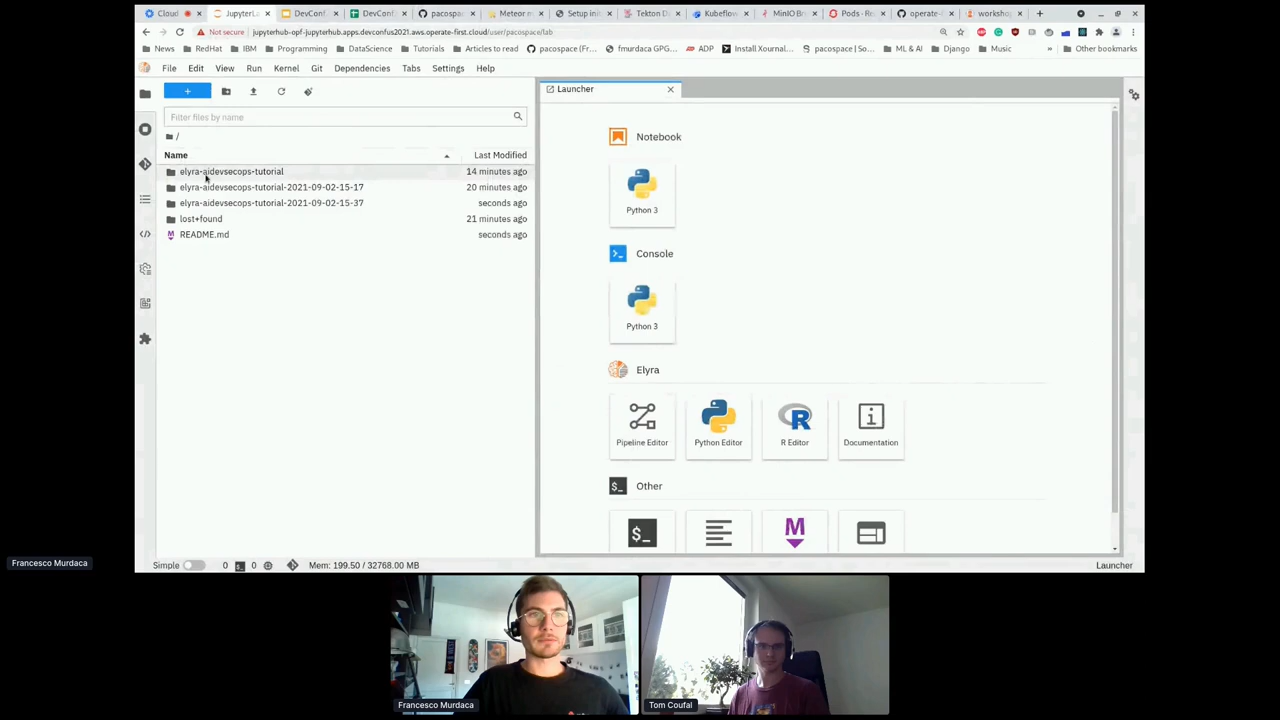 Cloud
JupyterLa
DevConf
DevConf
pacospac
Meteor m
Setup init
Tekton D
Kubeflow
MinIO Br
Pods · Re
operate-f
workshop
Not secure
jupyterhub-opf-jupyterhub.apps.devconfus2021.aws.operate-first.cloud/user/pacospace/lab
News
RedHat
IBM
Programming
DataScience
Tutorials
Articles to read
pacospace (Fr...
fmurdaca GPG...
ADP
Install Xournal...
pacospace | So...
ML & AI
Django
Music
»
Other bookmarks
File Edit View Run Kernel Git Dependencies Tabs Settings Help
+
Filter files by name
/
Name Last Modified
elyra-aidevsecops-tutorial 14 minutes ago
elyra-aidevsecops-tutorial-2021-09-02-15-17 20 minutes ago
elyra-aidevsecops-tutorial-2021-09-02-15-37 seconds ago
lost+found 21 minutes ago
README.md seconds ago
Launcher
Notebook
Python 3
Console
Python 3
Elyra
Pipeline Editor
Python Editor
R Editor
Documentation
$_ Other
$_
Simple 0 0 Mem: 199.50 / 32768.00 MB Launcher
Francesco Murdaca
Francesco Murdaca
Tom Coufal